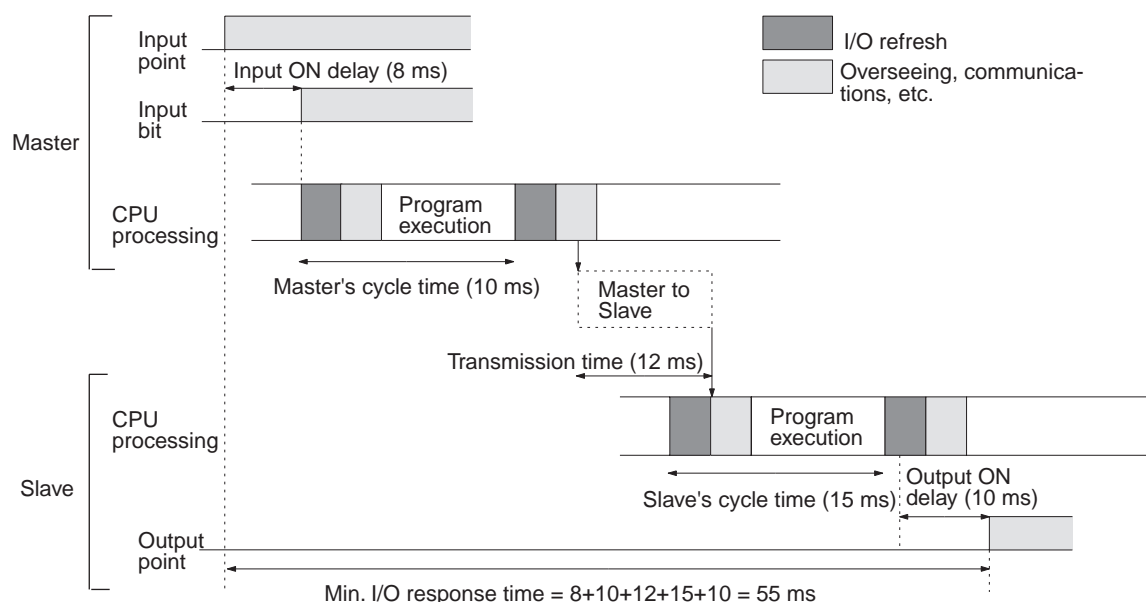 Input
point
Input ON delay (8 ms)
I/O refresh
Overseeing, communica-
tions, etc.
Input
bit
Master
CPU
processing
Program
execution
Master's cycle time (10 ms)
Master to
Slave
Transmission time (12 ms)
CPU
processing
Program
execution
Slave
Slave's cycle time (15 ms)
Output ON
delay (10 ms)
Output
point
Min. I/O response time = 8+10+12+15+10 = 55 ms